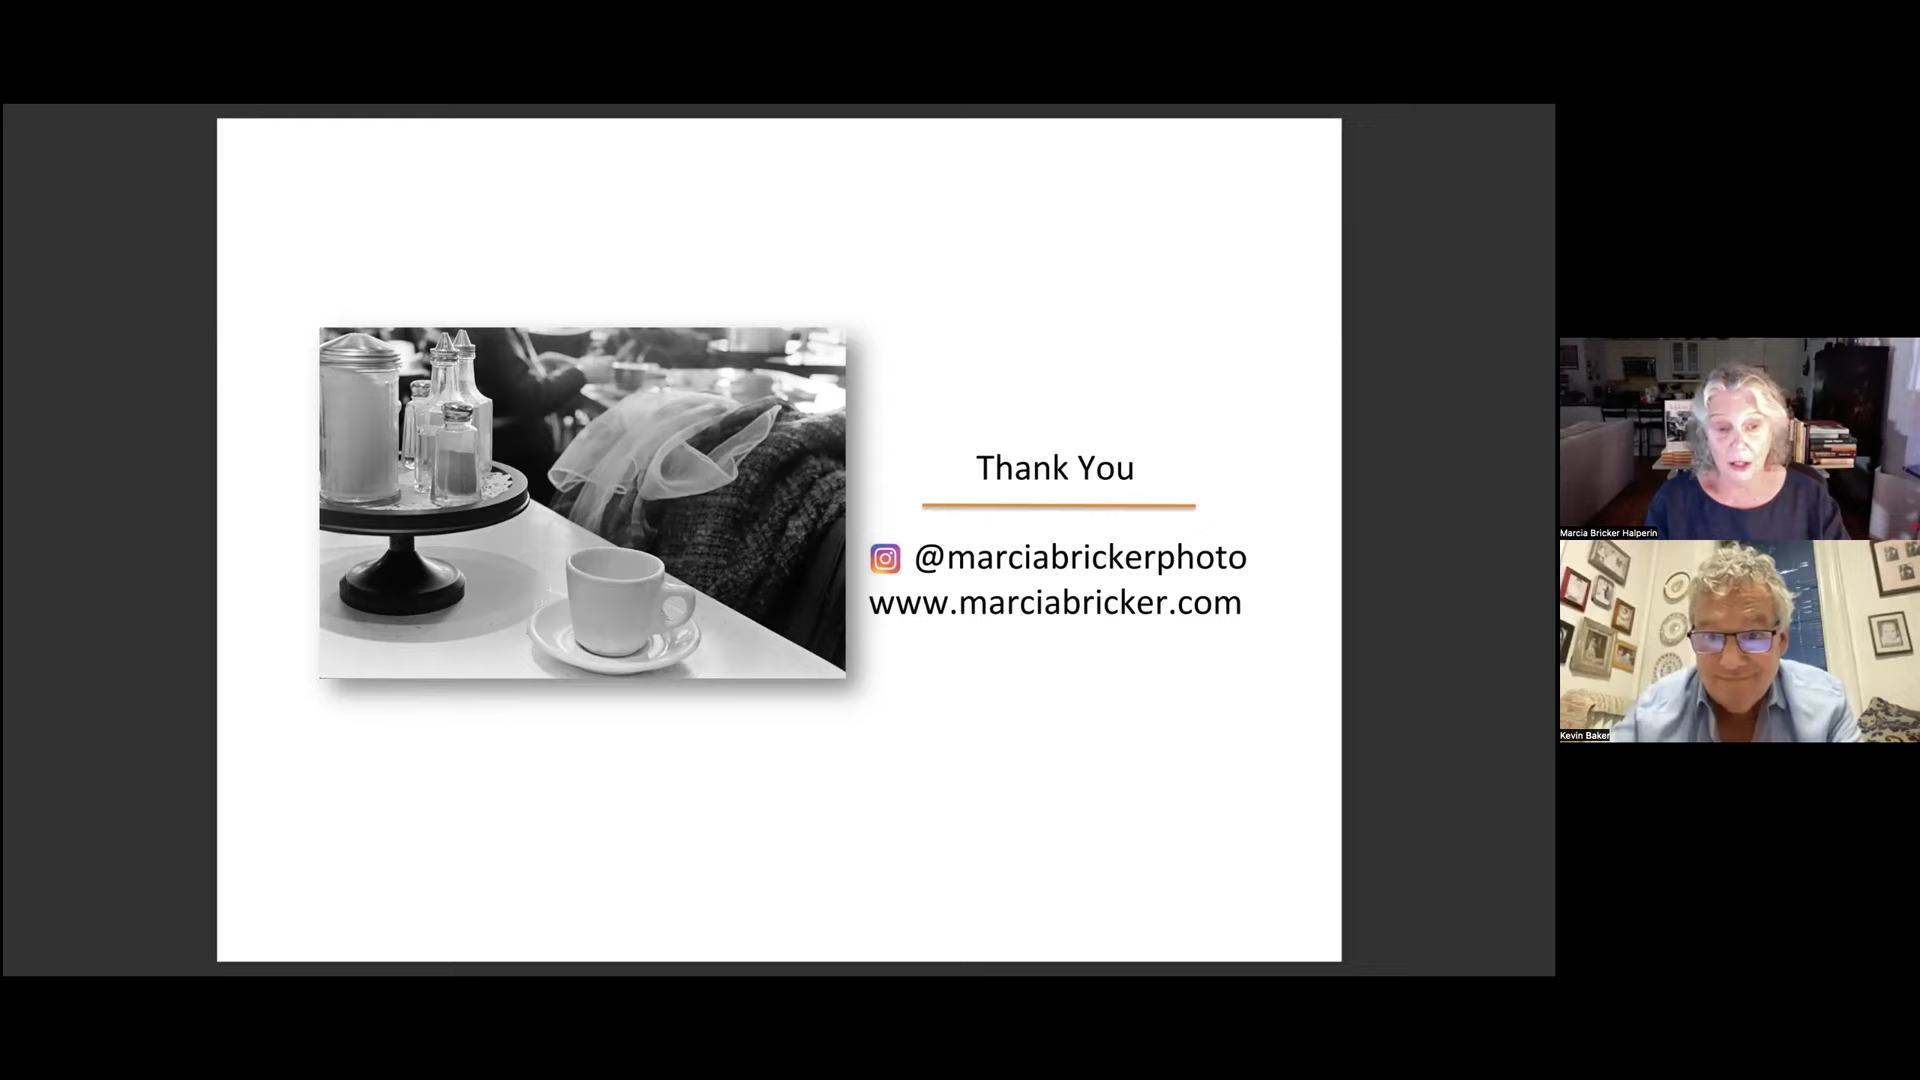 Thank You
@marciabrickerphoto
www.marciabricker.com
Marcia Bricker Halperin
Kevin Baker